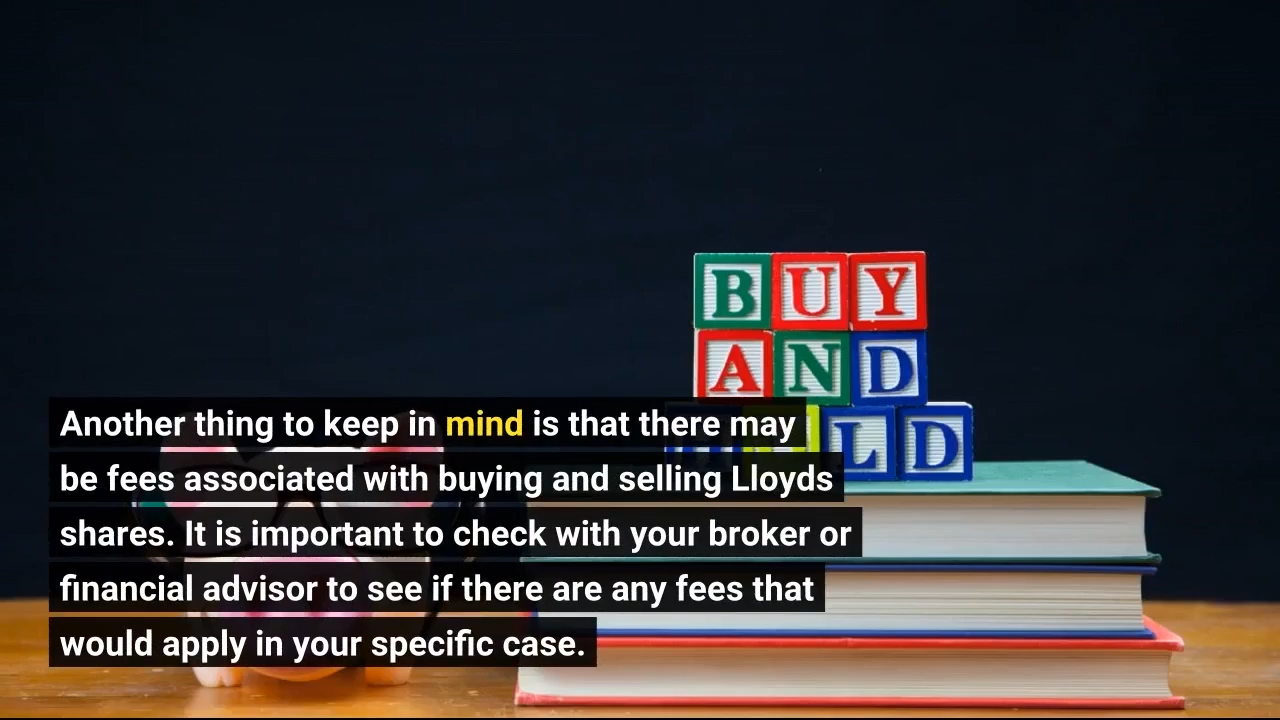 BUY
AND
LD
Another thing to keep in mind is that there may
be fees associated with buying and selling Lloyds
shares. It is important to check with your broker or
financial advisor to see if there are any fees that
would apply in your specific case.